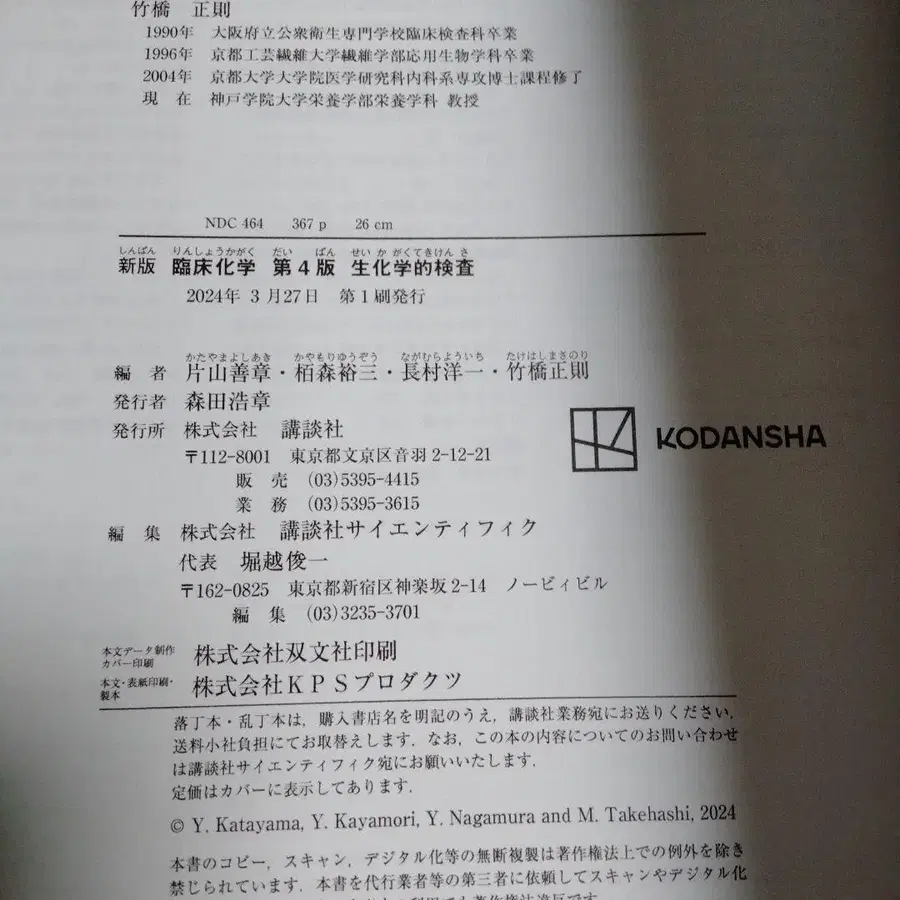 竹橋 正則
1990年 大阪府立公衆衛生専門学校臨床検査科卒業
1996年 京都工芸繊維大学繊維学部応用生物学科卒業
2004年 京都大学大学院医学研究科内科系専攻博士課程修了
現 在 神戸学院大学栄養学部栄養学科 教授
NDC 464 367 p 26 cm
しんぱん りんしょうかがく だい ばん せいかがくてきけんさ
新版 臨床化学 第4版 生化学的検査
2024年 3月27日 第1刷発行
かたやまよしあき かやもりゆうぞう ながむらよういち たけはしまさのり
編 者 片山善章・栢森裕三・長村洋一・竹橋正則
発行者 森田浩章
発行所 株式会社 講談社
〒112-8001 東京都文京区音羽 2-12-21
販 売 (03)5395-4415
業 務 (03)5395-3615
KODANSHA
編 集 株式会社 講談社サイエンティフィク
代表 堀越俊一
〒162-0825 東京都新宿区神楽坂 2-14 ノービィビル
編 集 (03)3235-3701
本文データ制作
カバー印刷
株式会社双文社印刷
本文・表紙印刷・
製本
株式会社KPSプロダクツ
落丁本・乱丁本は，購入書店名を明記のうえ，講談社業務宛にお送りください．
送料小社負担にてお取替えします．なお，この本の内容についてのお問い合わせ
は講談社サイエンティフィク宛にお願いいたします．
定価はカバーに表示してあります．
© Y. Katayama, Y. Kayamori, Y. Nagamura and M. Takehashi, 2024
本書のコピー，スキャン，デジタル化等の無断複製は著作権法上での例外を除き
禁じられています．本書を代行業者等の第三者に依頼してスキャンやデジタル化